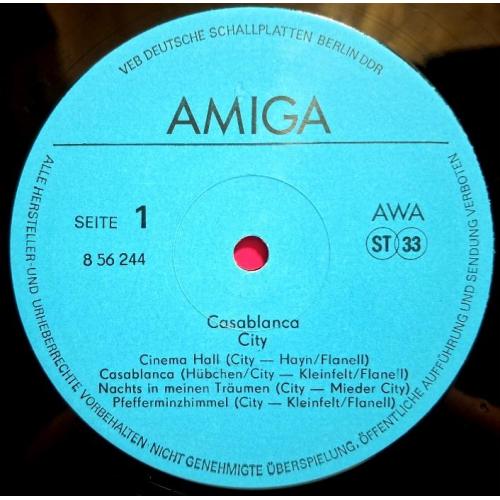 VEB DEUTSCHE SCHALLPLATTEN BERLIN DDR
AMIGA
SEITE 1
AWA
8 56 244
ST 33
Casablanca
City
Cinema Hall (City — Hayn/Flanell)
Casablanca (Hübchen/City — Kleinfelt/Flanell)
Nachts in meinen Träumen (City — Mieder City)
Pfefferminzhimmel (City — Kleinfelt/Flanell)
ALLE HERSTELLER- UND URHEBERRECHTE VORBEHALTEN · NICHT GENEHMIGTE ÜBERSPIELUNG, ÖFFENTLICHE AUFFÜHRUNG UND SENDUNG VERBOTEN